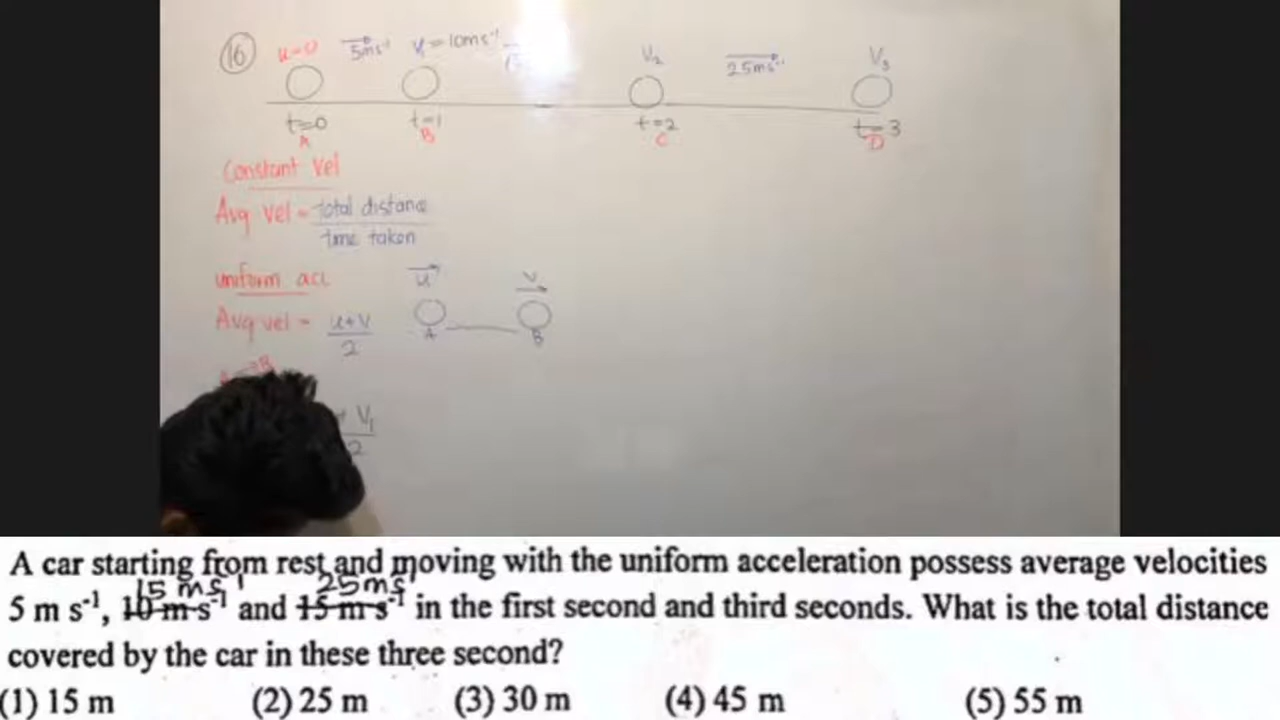 16 u=0 5ms⁻¹ V₁=10ms⁻¹ V₂ 25ms⁻¹ V₃
t=0 t=1 t=2 t=3
A B C D
Constant Vel
Avg Vel = total distance
time taken
uniform acc u v
Avg vel = u+v
2
A B
A → B
+ V₁
2
A car starting from rest and moving with the uniform acceleration possess average velocities
15 ms⁻¹ 25ms⁻¹
5 m s⁻¹, 10 m s⁻¹ and 15 m s⁻¹ in the first second and third seconds. What is the total distance
covered by the car in these three second?
(1) 15 m (2) 25 m (3) 30 m (4) 45 m (5) 55 m